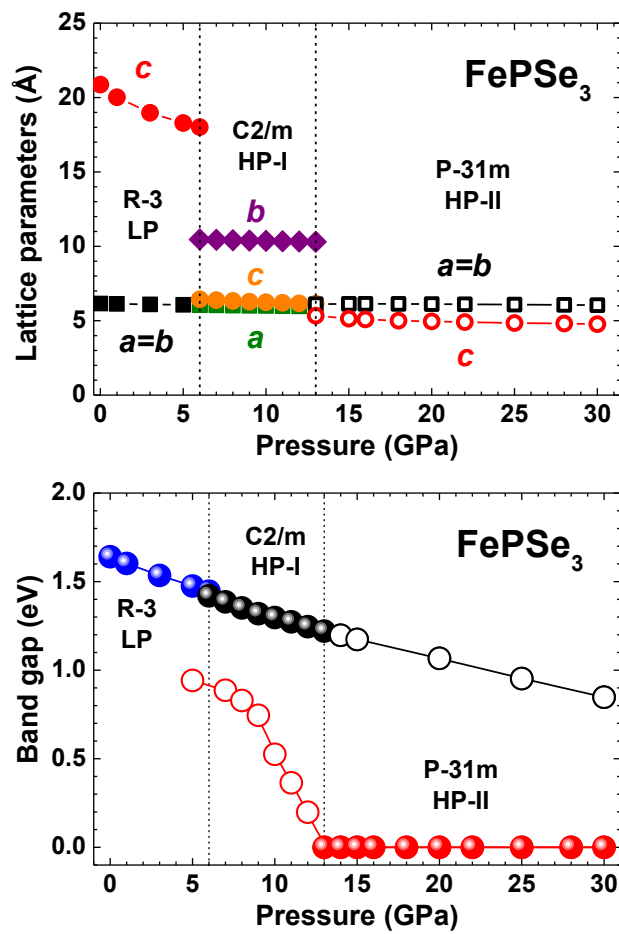 25
20
15
10
5
0
Lattice parameters (Å)
c
FePSe₃
C2/m
HP-I
R-3
LP
P-31m
HP-II
b
c
a
a=b
a=b
c
0 5 10 15 20 25 30
Pressure (GPa)
2.0
1.5
1.0
0.5
0.0
Band gap (eV)
C2/m
HP-I
FePSe₃
R-3
LP
P-31m
HP-II
0 5 10 15 20 25 30
Pressure (GPa)